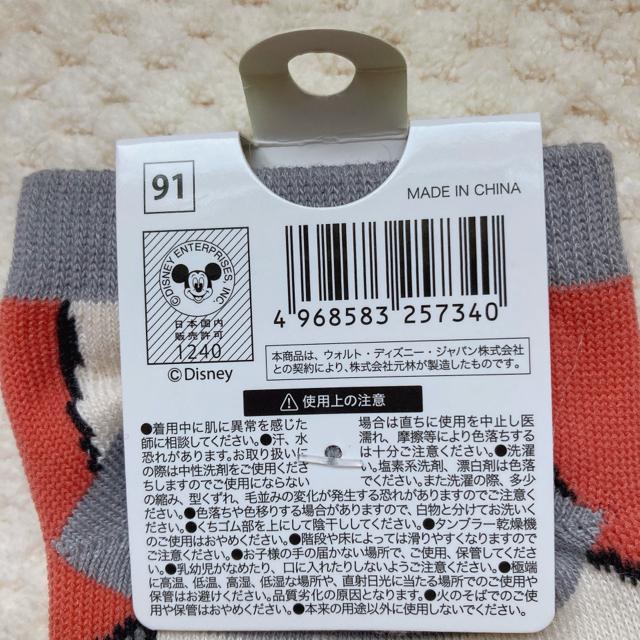 91
MADE IN CHINA
©DISNEY ENTERPRISES INC.
日本国内
販売許可
1240
©Disney
4 968583 257340
本商品は、ウォルト・ディズニー・ジャパン株式会社
との契約により、株式会社元林が製造したものです。
使用上の注意
●着用中に肌に異常を感じた 場合は直ちに使用を中止し医
師に相談してください。●汗、水 濡れ、摩擦等により色落ちする
恐れがあります。お取り扱いに は十分ご注意ください。●洗濯
の際は中性洗剤をご使用くださ い。塩素系洗剤、漂白剤は色落
ちしますのでご使用にならない でください。また洗濯の際、多少
の縮み、型くずれ、毛並みの変化が発生する恐れがありますのでご注意くださ
い。●色落ちや色移りする場合がありますので、白物と分けてお洗いくださ
い。●くちゴム部を上にして陰干ししてください。●タンブラー乾燥機
のご使用はおやめください。●階段や床によっては滑りやすくなりますので
ご注意ください。●お子様の手の届かない場所で、ご使用、保管してくださ
い。●乳幼児がなめたり、口に入れたりしないようご注意ください。●極端
に高温、低温、高湿、低湿な場所や、直射日光に当たる場所でのご使用や
保管はおやめください。品質劣化の原因となります。●火のそばでのご使
用や保管はおやめください。●本来の用途以外に使用しないでください。